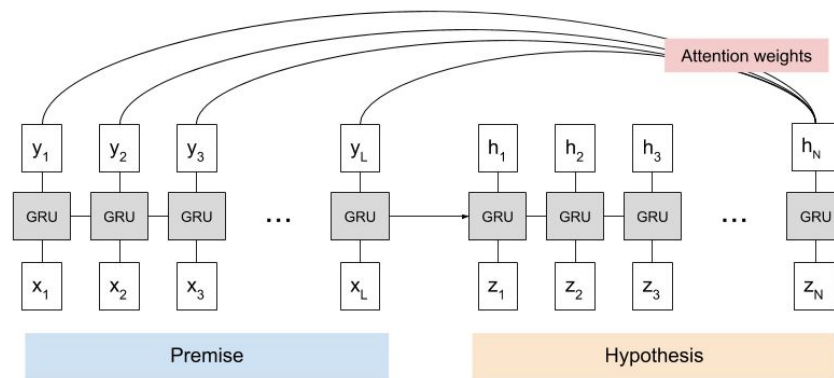 Attention weights
y1 y2 y3 yL h1 h2 h3 hN
GRU GRU GRU ... GRU GRU GRU GRU ... GRU
x1 x2 x3 xL z1 z2 z3 zN
Premise Hypothesis